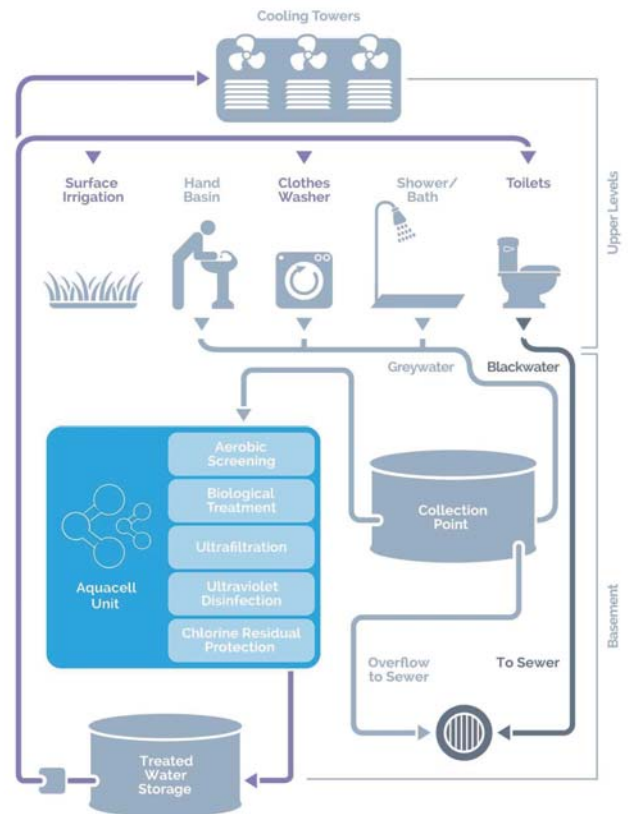 Cooling Towers
Surface
Irrigation
Hand
Basin
Clothes
Washer
Shower/
Bath
Toilets
Upper Levels
Greywater
Blackwater
Aerobic
Screening
Biological
Treatment
Ultrafiltration
Ultraviolet
Disinfection
Chlorine Residual
Protection
Aquacell
Unit
Collection
Point
Basement
Overflow
to Sewer
To Sewer
Treated
Water
Storage